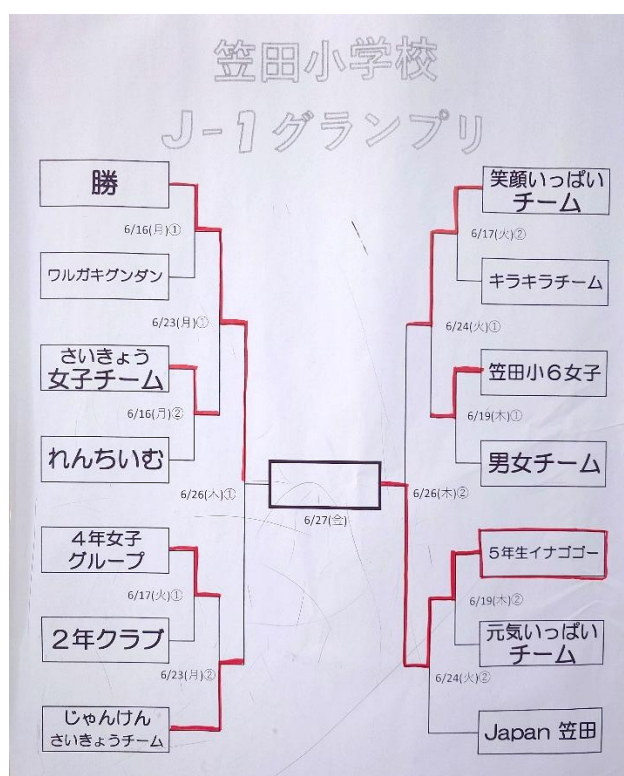 笠田小学校
J-1グランプリ
勝
6/16(月)①
ワルガキグンダン
6/23(月)①
さいきょう
女子チーム
6/16(月)②
れんちいむ
6/26(木)①
4年女子
グループ
6/17(火)①
2年クラブ
6/23(月)②
じゃんけん
さいきょうチーム
6/27(金)
笑顔いっぱい
チーム
6/17(火)②
キラキラチーム
6/24(火)①
笠田小6女子
6/19(木)①
男女チーム
6/26(木)②
5年生イナゴゴー
6/19(木)②
元気いっぱい
チーム
6/24(火)②
Japan 笠田